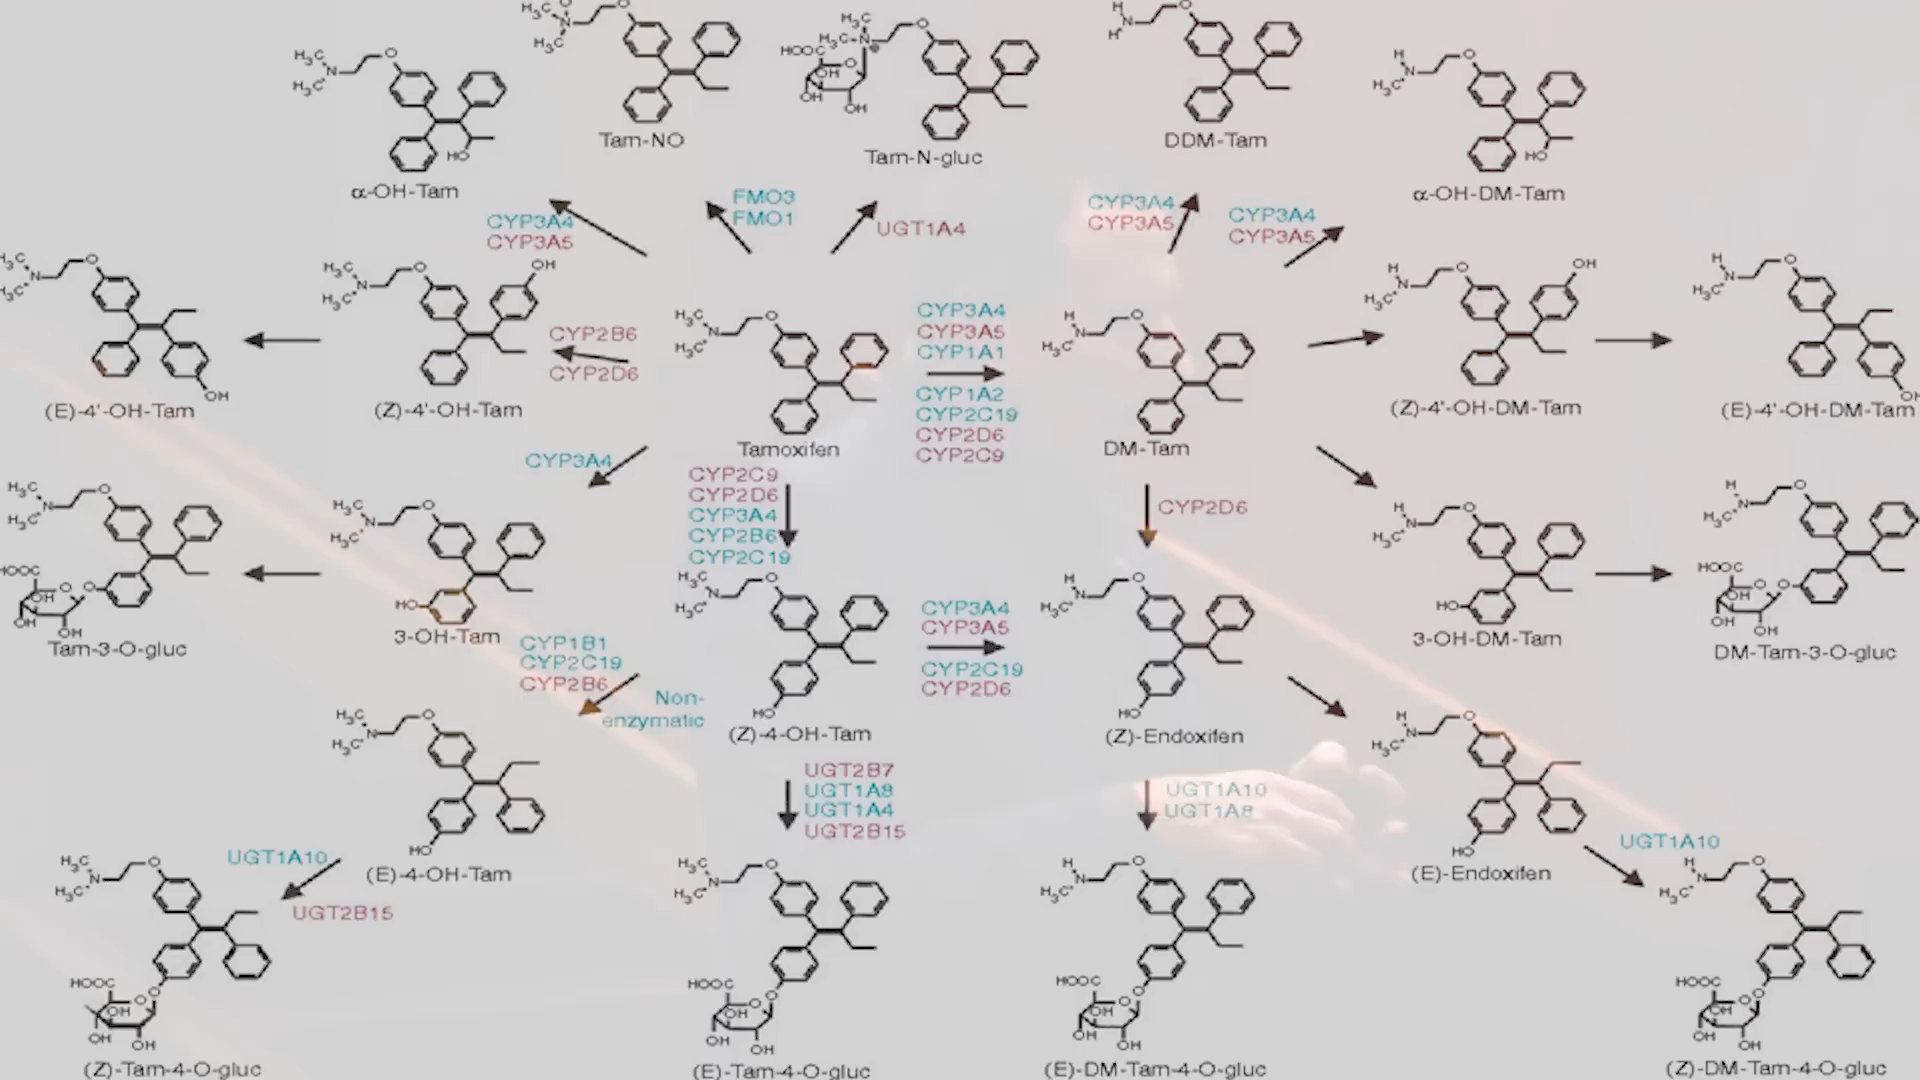 Tam-NO
Tam-N-gluc
DDM-Tam
α-OH-Tam
α-OH-DM-Tam
FMO3
FMO1
UGT1A4
CYP3A4
CYP3A5
CYP3A4
CYP3A5
CYP3A4
CYP3A5
CYP2B6
CYP2D6
CYP3A4
CYP3A5
CYP1A1
CYP1A2
CYP2C19
CYP2D6
CYP2C9
(E)-4'-OH-Tam
(Z)-4'-OH-Tam
Tamoxifen
DM-Tam
(Z)-4'-OH-DM-Tam
(E)-4'-OH-DM-Tam
CYP3A4
CYP2C9
CYP2D6
CYP3A4
CYP2B6
CYP2C19
CYP2D6
Tam-3-O-gluc
3-OH-Tam
3-OH-DM-Tam
DM-Tam-3-O-gluc
CYP1B1
CYP2C19
CYP2B6
Non-
enzymatic
CYP3A4
CYP3A5
CYP2C19
CYP2D6
(Z)-4-OH-Tam
(Z)-Endoxifen
UGT2B7
UGT1A8
UGT1A4
UGT2B15
UGT1A10
UGT1A8
UGT1A10
UGT2B15
(E)-4-OH-Tam
(E)-Endoxifen
UGT1A10
(Z)-Tam-4-O-gluc
(E)-Tam-4-O-gluc
(E)-DM-Tam-4-O-gluc
(Z)-DM-Tam-4-O-gluc